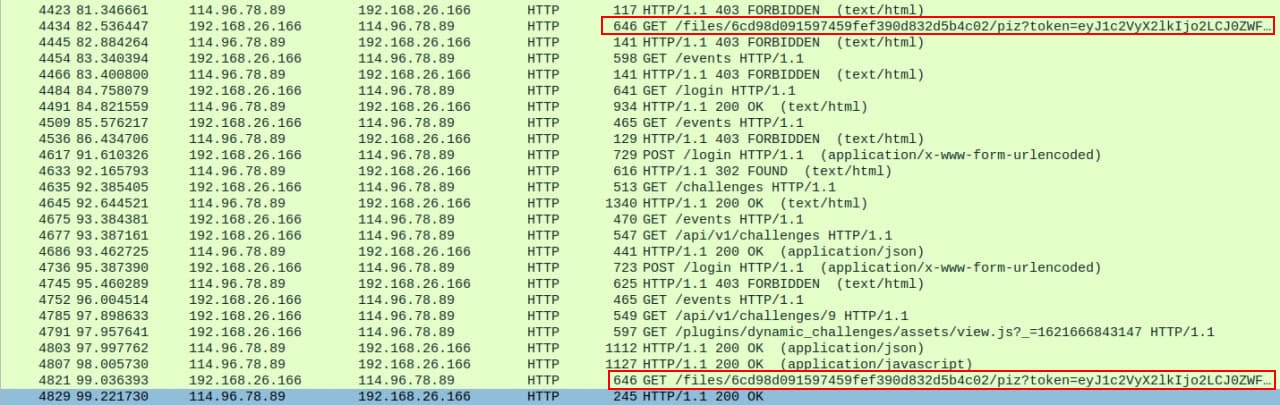 4423 81.346661 114.96.78.89 192.168.26.166 HTTP 117 HTTP/1.1 403 FORBIDDEN (text/html)
4434 82.536447 192.168.26.166 114.96.78.89 HTTP 646 GET /files/6cd98d091597459fef390d832d5b4c02/piz?token=eyJ1c2VyX2lkIjo2LCJ0ZWF…
4445 82.884264 114.96.78.89 192.168.26.166 HTTP 141 HTTP/1.1 403 FORBIDDEN (text/html)
4454 83.340394 192.168.26.166 114.96.78.89 HTTP 598 GET /events HTTP/1.1
4466 83.400800 114.96.78.89 192.168.26.166 HTTP 141 HTTP/1.1 403 FORBIDDEN (text/html)
4484 84.758079 192.168.26.166 114.96.78.89 HTTP 641 GET /login HTTP/1.1
4491 84.821559 114.96.78.89 192.168.26.166 HTTP 934 HTTP/1.1 200 OK (text/html)
4509 85.576217 192.168.26.166 114.96.78.89 HTTP 465 GET /events HTTP/1.1
4536 86.434706 114.96.78.89 192.168.26.166 HTTP 129 HTTP/1.1 403 FORBIDDEN (text/html)
4617 91.610326 192.168.26.166 114.96.78.89 HTTP 729 POST /login HTTP/1.1 (application/x-www-form-urlencoded)
4633 92.165793 114.96.78.89 192.168.26.166 HTTP 616 HTTP/1.1 302 FOUND (text/html)
4635 92.385405 192.168.26.166 114.96.78.89 HTTP 513 GET /challenges HTTP/1.1
4645 92.644521 114.96.78.89 192.168.26.166 HTTP 1340 HTTP/1.1 200 OK (text/html)
4675 93.384381 192.168.26.166 114.96.78.89 HTTP 470 GET /events HTTP/1.1
4677 93.387161 192.168.26.166 114.96.78.89 HTTP 547 GET /api/v1/challenges HTTP/1.1
4686 93.462725 114.96.78.89 192.168.26.166 HTTP 441 HTTP/1.1 200 OK (application/json)
4736 95.387390 192.168.26.166 114.96.78.89 HTTP 723 POST /login HTTP/1.1 (application/x-www-form-urlencoded)
4745 95.460289 114.96.78.89 192.168.26.166 HTTP 625 HTTP/1.1 403 FORBIDDEN (text/html)
4752 96.004514 192.168.26.166 114.96.78.89 HTTP 465 GET /events HTTP/1.1
4785 97.898633 192.168.26.166 114.96.78.89 HTTP 549 GET /api/v1/challenges/9 HTTP/1.1
4791 97.957641 192.168.26.166 114.96.78.89 HTTP 597 GET /plugins/dynamic_challenges/assets/view.js?_=1621666843147 HTTP/1.1
4803 97.997762 114.96.78.89 192.168.26.166 HTTP 1112 HTTP/1.1 200 OK (application/json)
4807 98.005730 114.96.78.89 192.168.26.166 HTTP 1127 HTTP/1.1 200 OK (application/javascript)
4821 99.036393 192.168.26.166 114.96.78.89 HTTP 646 GET /files/6cd98d091597459fef390d832d5b4c02/piz?token=eyJ1c2VyX2lkIjo2LCJ0ZWF…
4829 99.221730 114.96.78.89 192.168.26.166 HTTP 245 HTTP/1.1 200 OK